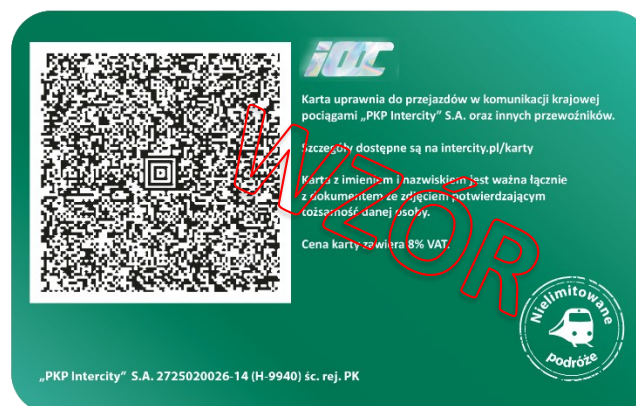 iC
Karta uprawnia do przejazdów w komunikacji krajowej
pociągami „PKP Intercity” S.A. oraz innych przewoźników.
Szczegóły dostępne są na intercity.pl/karty
Karta z imieniem i nazwiskiem jest ważna łącznie
z dokumentem ze zdjęciem potwierdzającym
tożsamość danej osoby.
Cena karty zawiera 8% VAT.
WZÓR
Nielimitowane
podróże
„PKP Intercity” S.A. 2725020026-14 (H-9940) śc. rej. PK